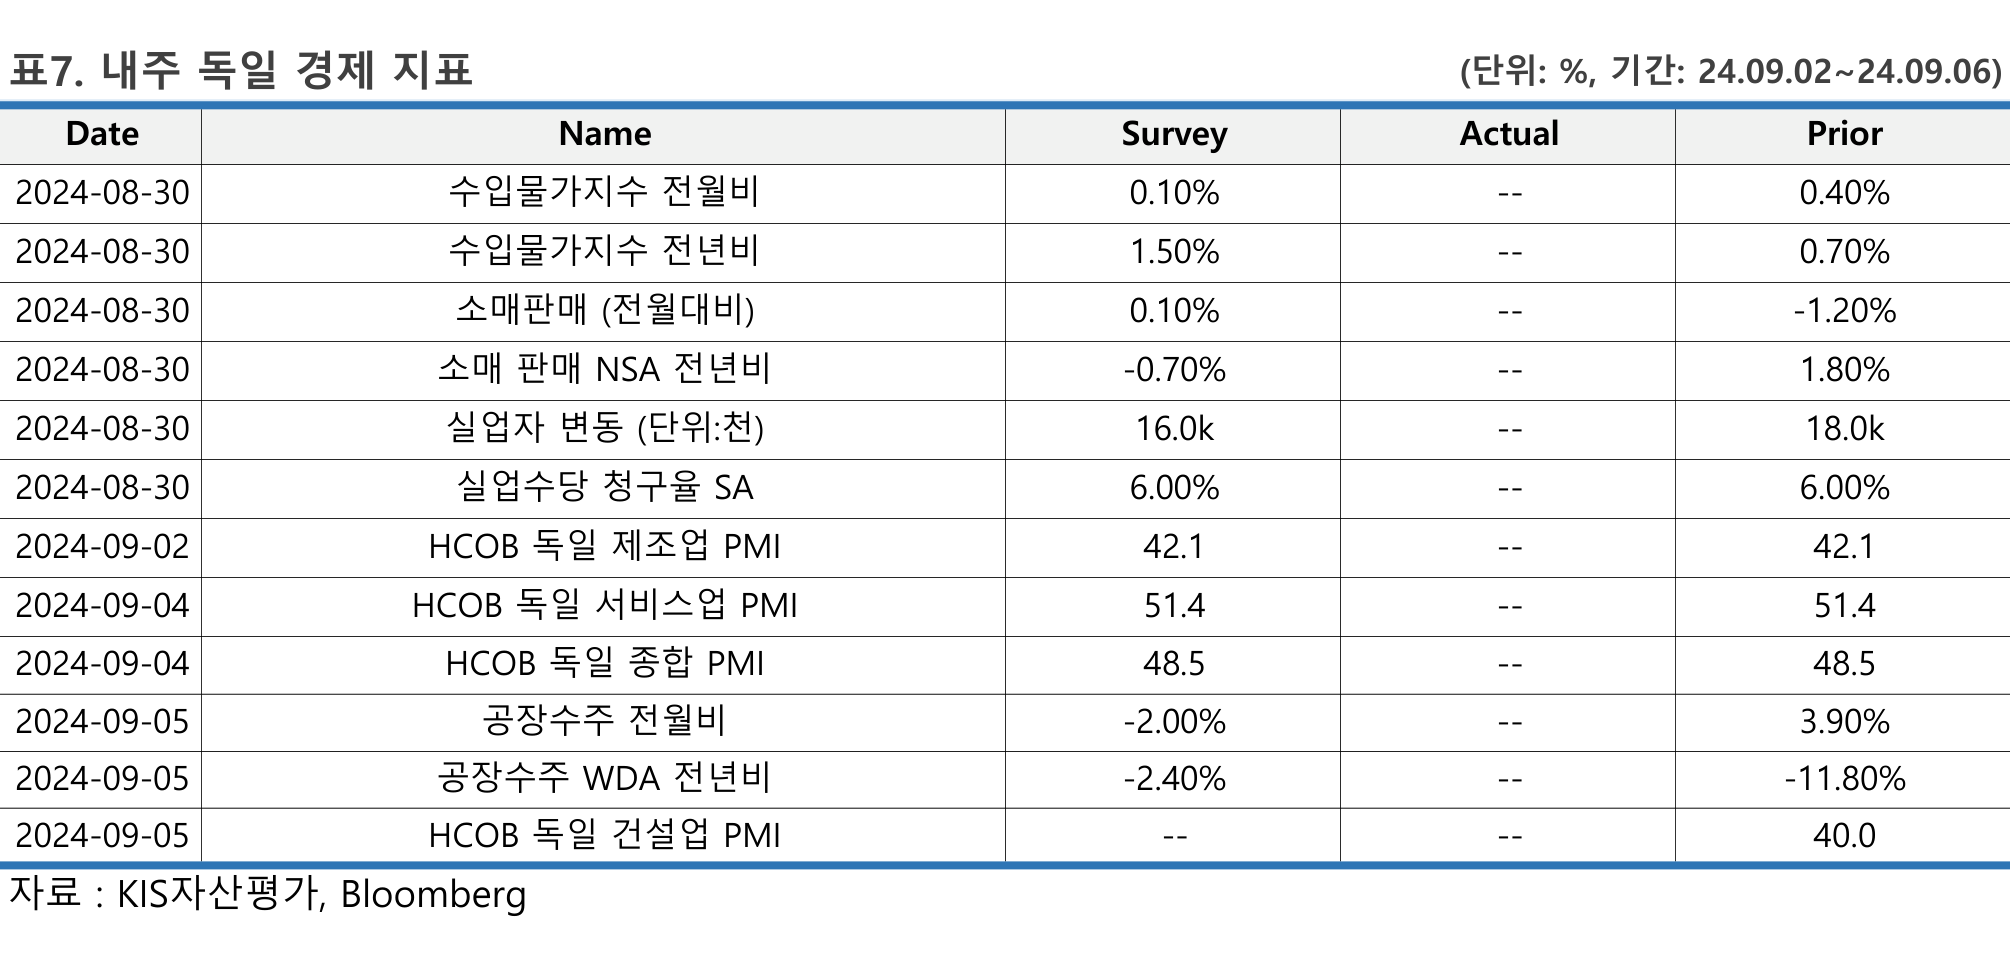 표7. 내주 독일 경제 지표 (단위: %, 기간: 24.09.02~24.09.06)
Date Name Survey Actual Prior
2024-08-30 수입물가지수 전월비 0.10% -- 0.40%
2024-08-30 수입물가지수 전년비 1.50% -- 0.70%
2024-08-30 소매판매 (전월대비) 0.10% -- -1.20%
2024-08-30 소매 판매 NSA 전년비 -0.70% -- 1.80%
2024-08-30 실업자 변동 (단위:천) 16.0k -- 18.0k
2024-08-30 실업수당 청구율 SA 6.00% -- 6.00%
2024-09-02 HCOB 독일 제조업 PMI 42.1 -- 42.1
2024-09-04 HCOB 독일 서비스업 PMI 51.4 -- 51.4
2024-09-04 HCOB 독일 종합 PMI 48.5 -- 48.5
2024-09-05 공장수주 전월비 -2.00% -- 3.90%
2024-09-05 공장수주 WDA 전년비 -2.40% -- -11.80%
2024-09-05 HCOB 독일 건설업 PMI -- -- 40.0
자료 : KIS자산평가, Bloomberg